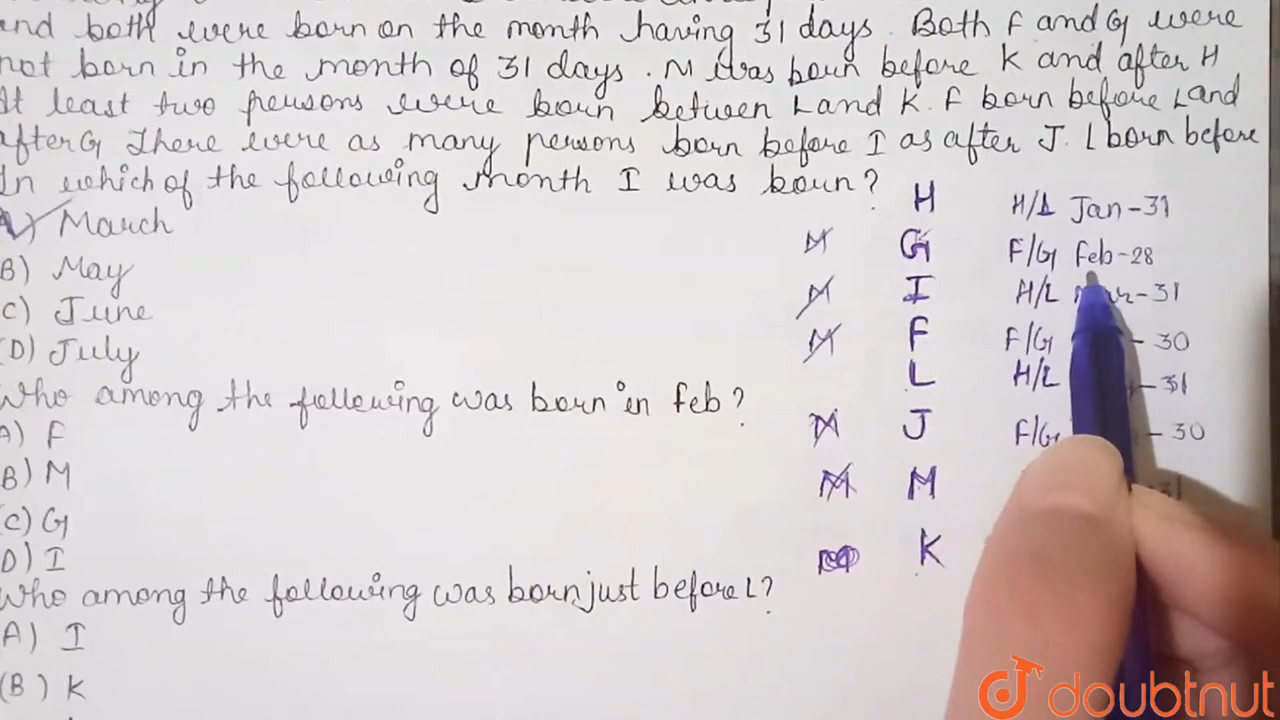 and both were born on the month having 31 days. Both F and G were
not born in the month of 31 days. M was born before K and after H
At least two persons were born between L and K. F born before L and
after G There were as many persons born before I as after J. L born before
In which of the following month I was born?
A) March
B) May
C) June
(D) July
Who among the following was born in feb?
A) F
B) M
(C) G
D) I
Who among the following was born just before L?
A) I
(B) K
M
M
M
M
M
H
G
I
F
L
J
M
K
H/L Jan-31
F/G Feb-28
H/L -31
F/G - 30
H/L - 31
F/G - 30
doubtnut